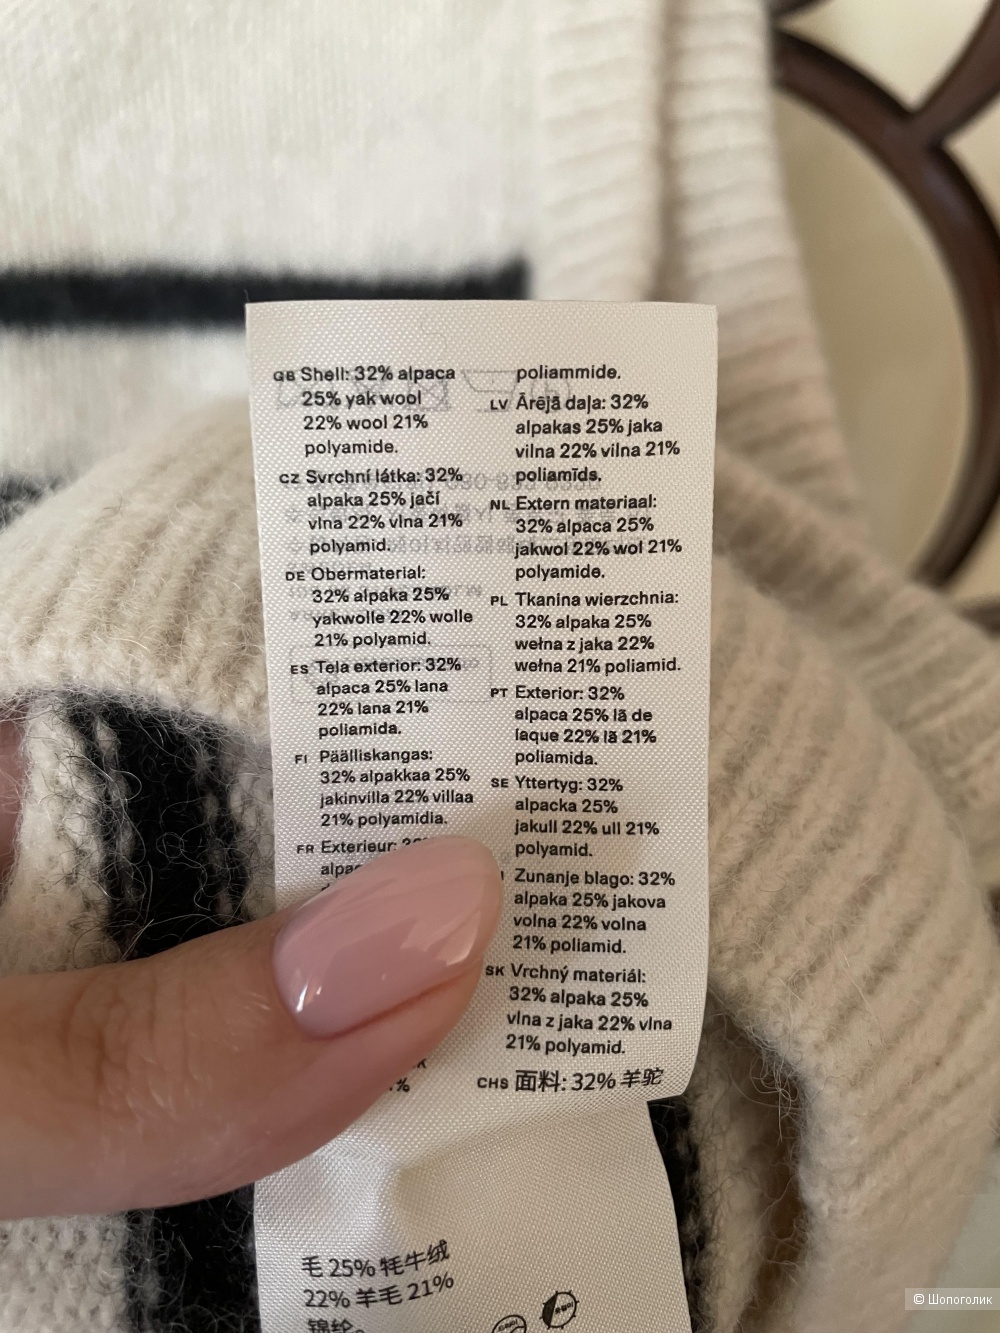 GB Shell: 32% alpaca
25% yak wool
22% wool 21%
polyamide.
CZ Svrchní látka: 32%
alpaka 25% jačí
vlna 22% vlna 21%
polyamid.
DE Obermaterial:
32% alpaka 25%
yakwolle 22% wolle
21% polyamid.
ES Tela exterior: 32%
alpaca 25% lana
22% lana 21%
poliamida.
FI Päälliskangas:
32% alpakkaa 25%
jakinvilla 22% villaa
21% polyamidia.
FR Exterieur:
poliammide.
LV Ārējā daļa: 32%
alpakas 25% jaka
vilna 22% vilna 21%
poliamīds.
NL Extern materiaal:
32% alpaca 25%
jakwol 22% wol 21%
polyamide.
PL Tkanina wierzchnia:
32% alpaka 25%
wełna z jaka 22%
wełna 21% poliamid.
PT Exterior: 32%
alpaca 25% lã de
laque 22% lã 21%
poliamida.
SE Yttertyg: 32%
alpacka 25%
jakull 22% ull 21%
polyamid.
Zunanje blago: 32%
alpaka 25% jakova
volna 22% volna
21% poliamid.
SK Vrchný materiál:
32% alpaka 25%
vlna z jaka 22% vlna
21% polyamid.
CHS 面料: 32% 羊驼
毛 25% 牦牛绒
22% 羊毛 21%
锦纶。
© Шопоголик